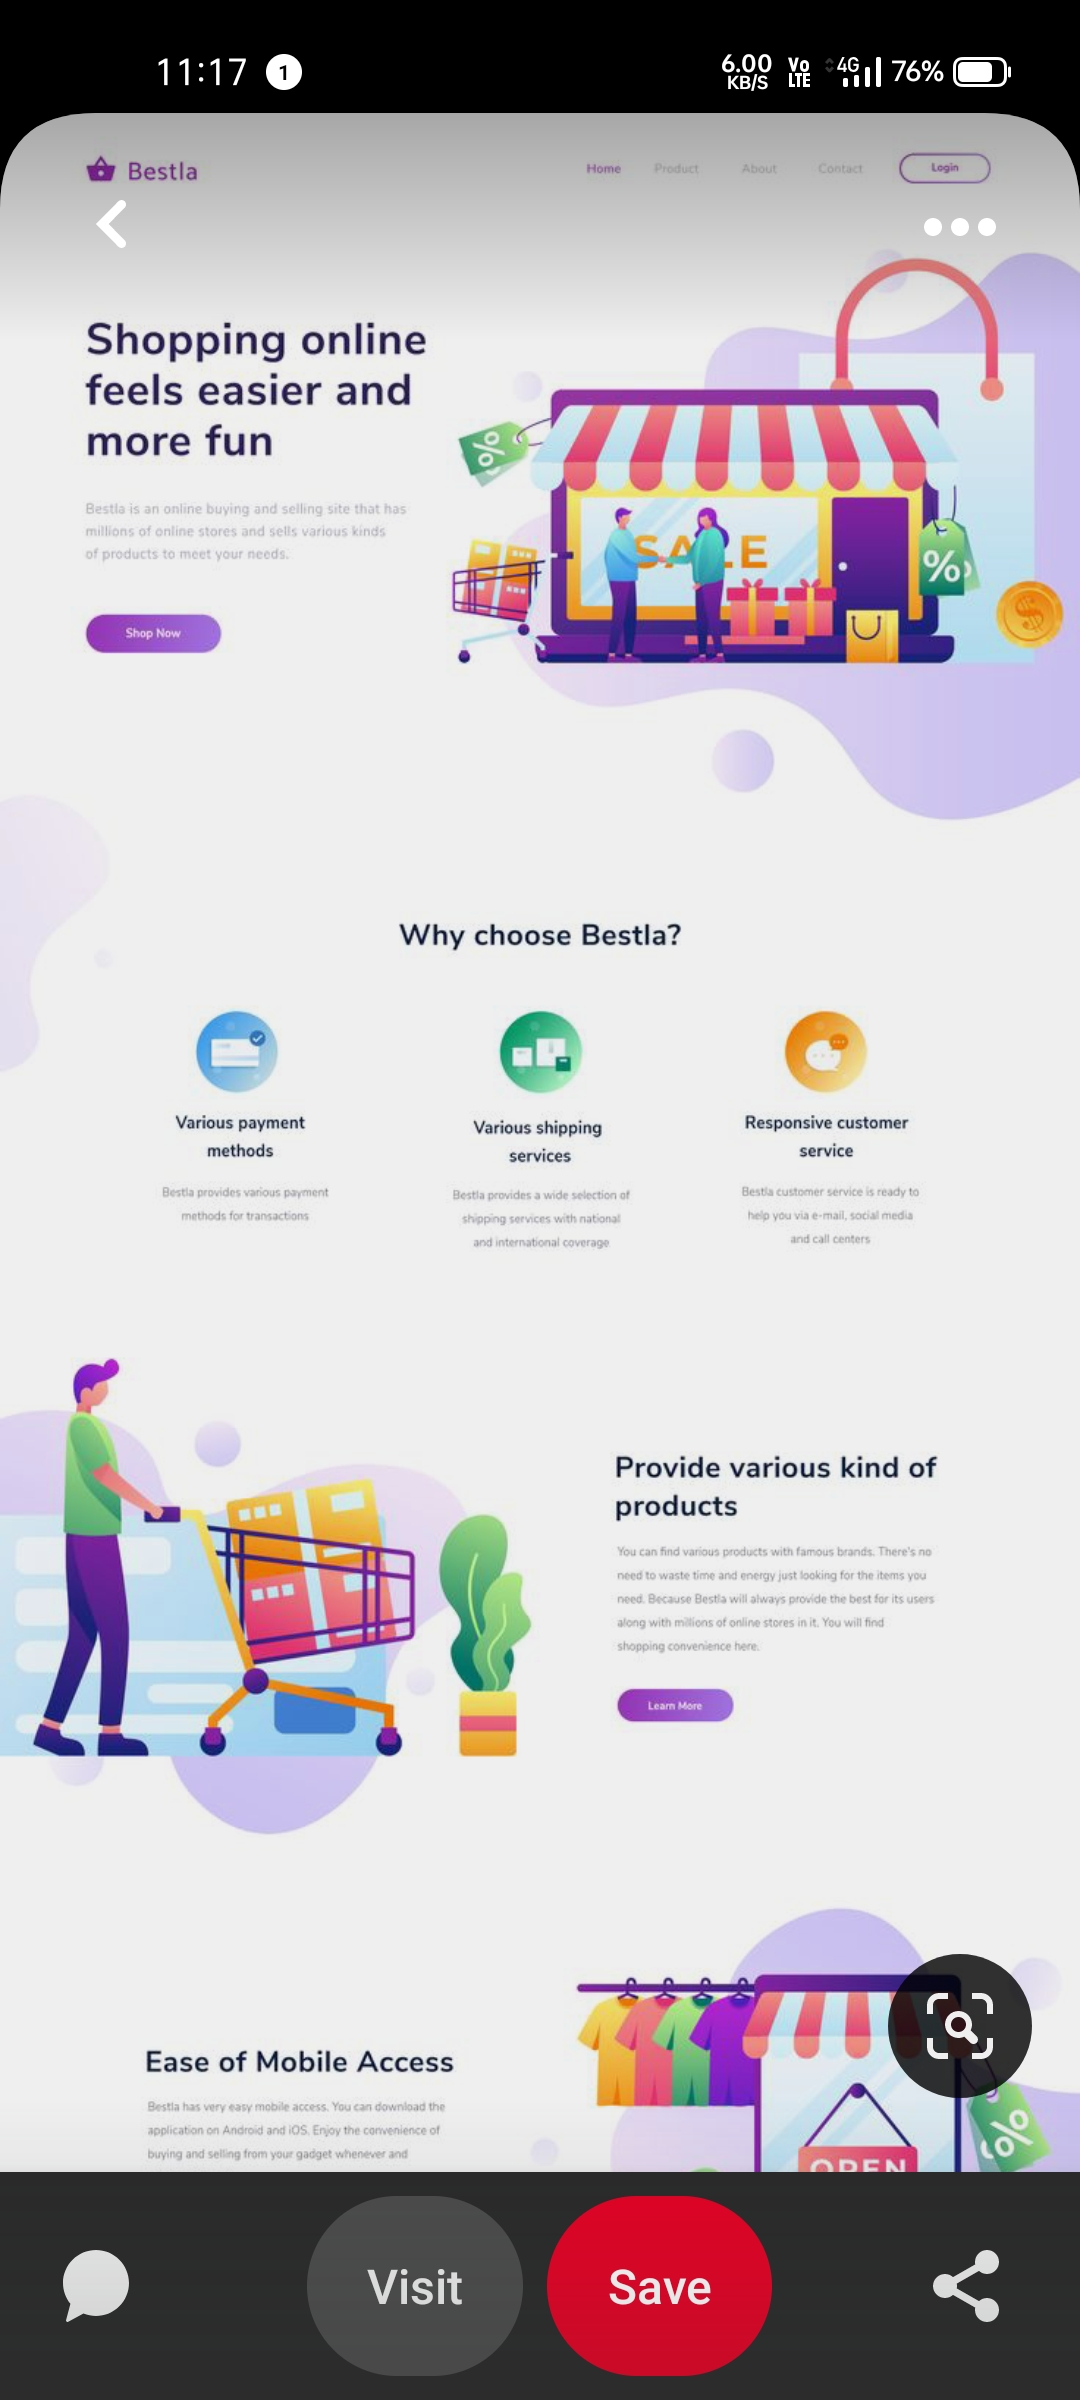 11:17 1 6.00 KB/S Vo LTE 4G 76%
Bestla Home Product About Contact Login
Shopping online
feels easier and
more fun
Bestla is an online buying and selling site that has
millions of online stores and sells various kinds
of products to meet your needs.
Shop Now
%
SALE
%
$
Why choose Bestla?
Various payment
methods
Bestla provides various payment
methods for transactions
Various shipping
services
Bestla provides a wide selection of
shipping services with national
and international coverage
Responsive customer
service
Bestla customer service is ready to
help you via e-mail, social media
and call centers
Provide various kind of
products
You can find various products with famous brands. There's no
need to waste time and energy just looking for the items you
need. Because Bestla will always provide the best for its users
along with millions of online stores in it. You will find
shopping convenience here.
Learn More
Ease of Mobile Access
Bestla has very easy mobile access. You can download the
application on Android and iOS. Enjoy the convenience of
buying and selling from your gadget whenever and
%
OPEN
Visit Save